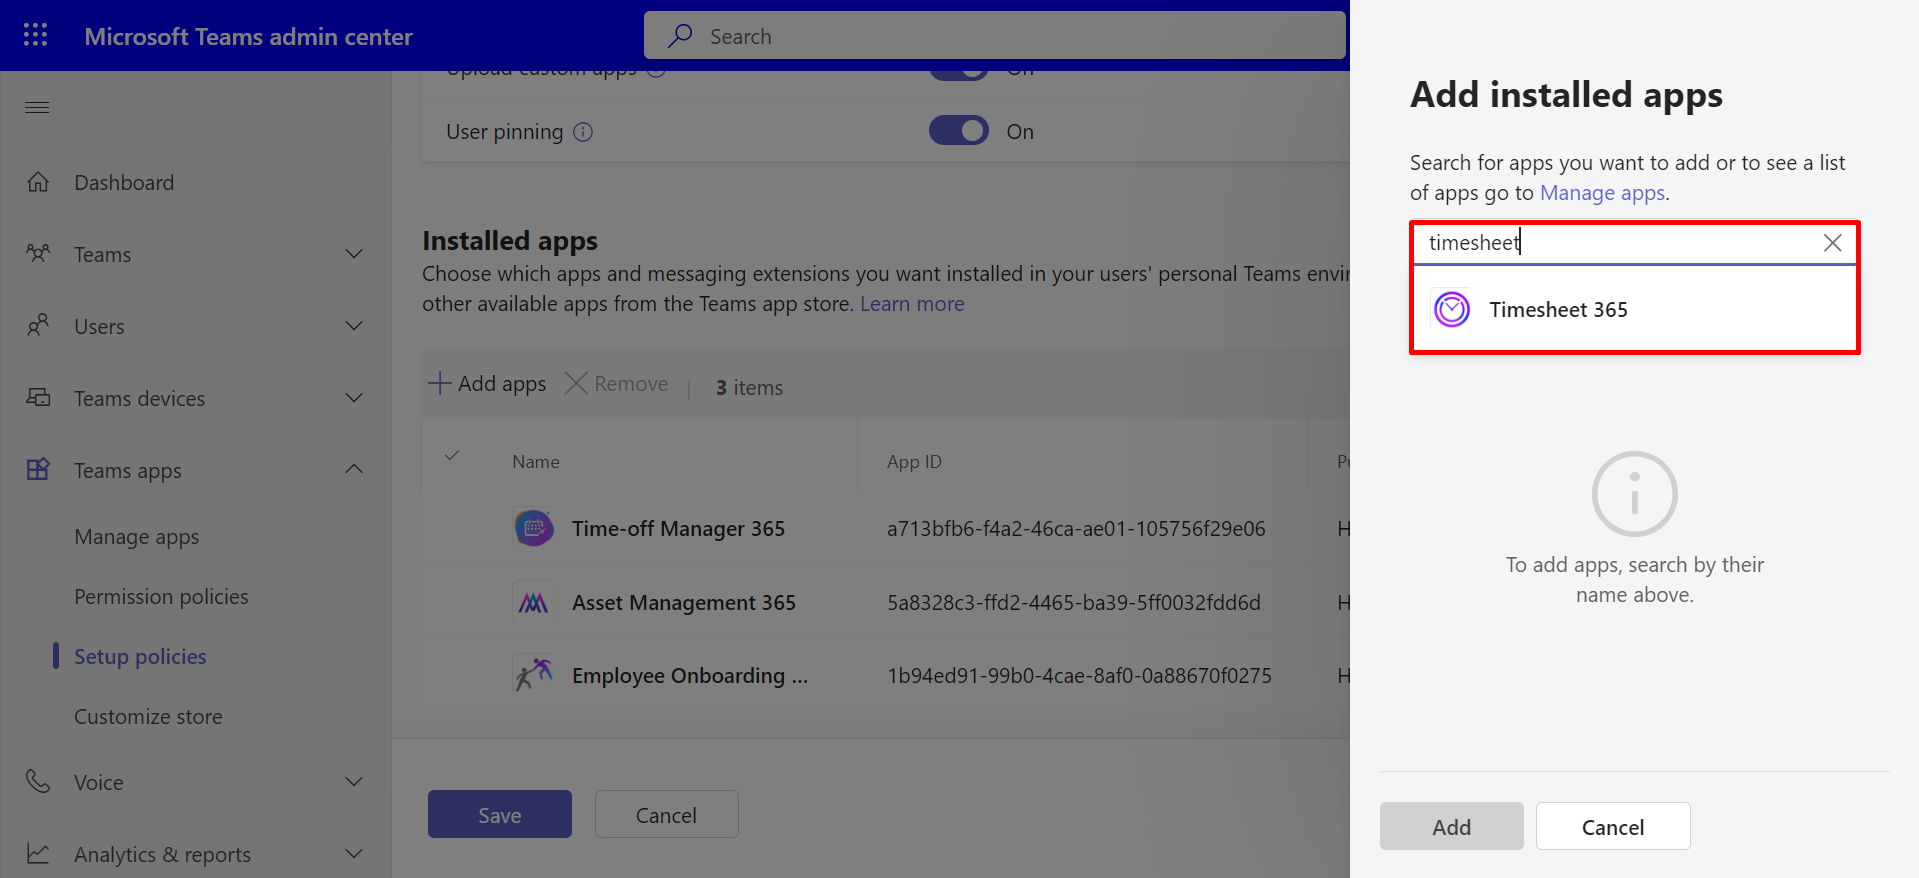 Microsoft Teams admin center
Search
Upload custom apps
On
User pinning
On
Dashboard
Teams
Users
Teams devices
Teams apps
Manage apps
Permission policies
Setup policies
Customize store
Voice
Analytics & reports
Installed apps
Choose which apps and messaging extensions you want installed in your users' personal Teams
other available apps from the Teams app store. Learn more
Add apps
Remove
3 items
Name
App ID
Time-off Manager 365
a713bfb6-f4a2-46ca-ae01-105756f29e06
H
Asset Management 365
5a8328c3-ffd2-4465-ba39-5ff0032fdd6d
H
Employee Onboarding ...
1b94ed91-99b0-4cae-8af0-0a88670f0275
H
Save
Cancel
Add installed apps
Search for apps you want to add or to see a list
of apps go to Manage apps.
timesheet
Timesheet 365
To add apps, search by their
name above.
Add
Cancel